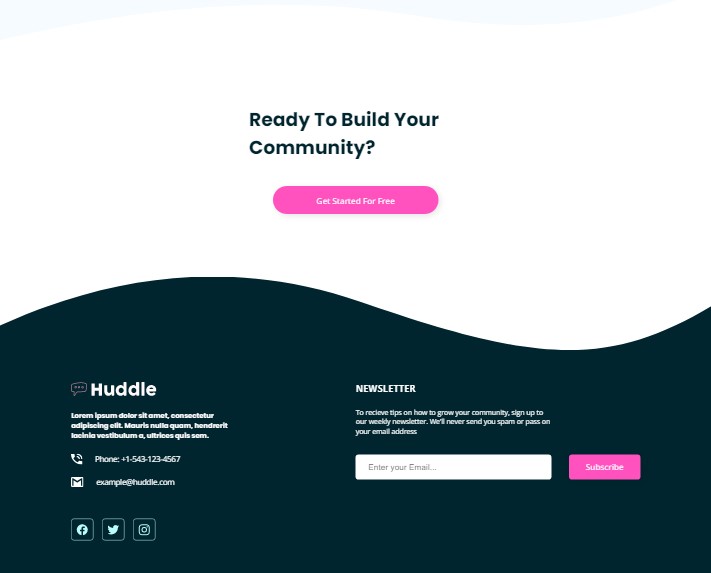 Ready To Build Your
Community?
Get Started For Free
Huddle
Lorem ipsum dolor sit amet, consectetur
adipiscing elit. Mauris nulla quam, hendrerit
lacinia vestibulum a, ultrices quis sem.
Phone: +1-543-123-4567
example@huddle.com
NEWSLETTER
To recieve tips on how to grow your community, sign up to
our weekly newsletter. We'll never send you spam or pass on
your email address
Enter your Email...
Subscribe